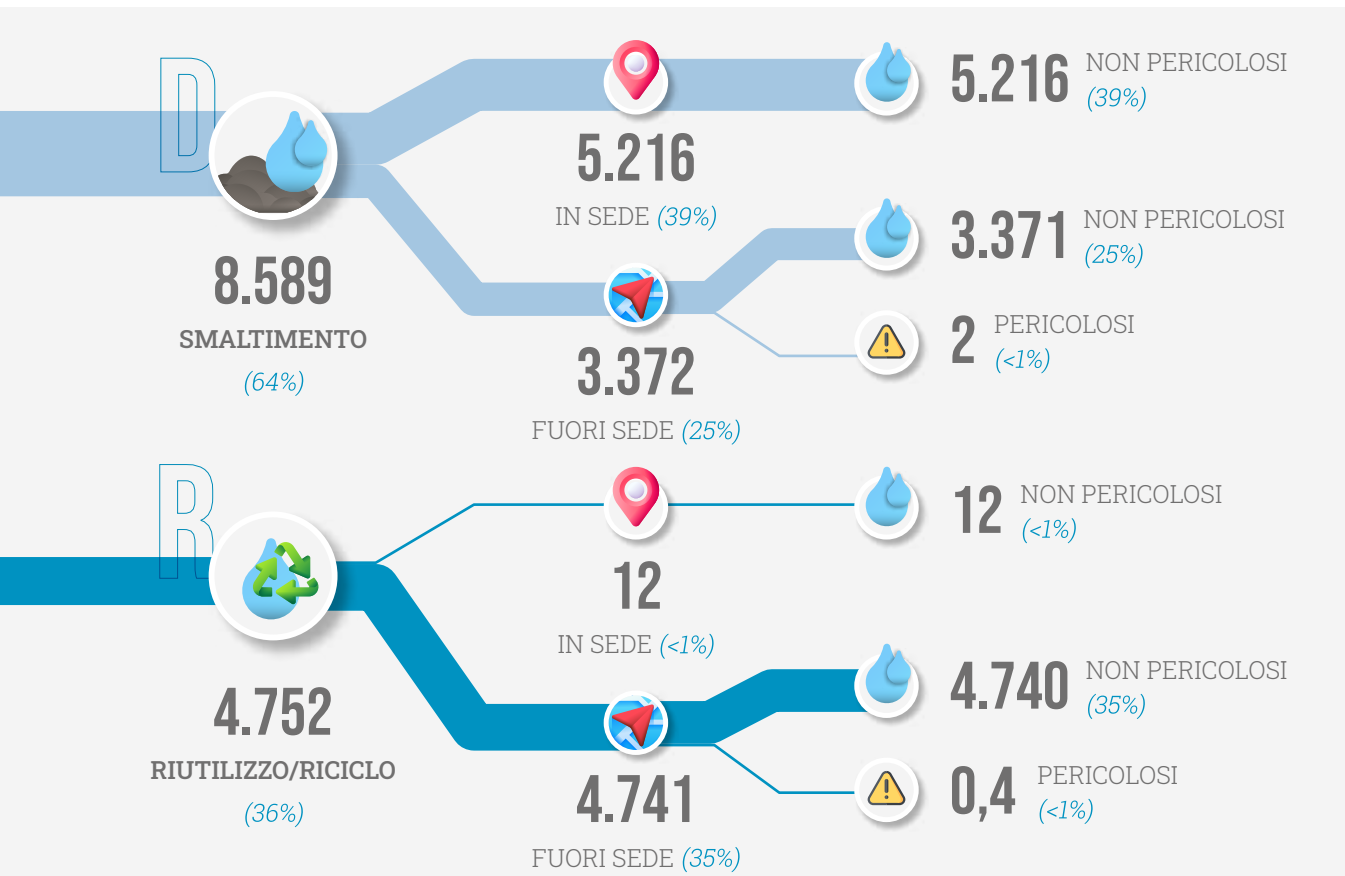 D
8.589
SMALTIMENTO
(64%)
5.216
IN SEDE (39%)
5.216 NON PERICOLOSI
(39%)
3.372
FUORI SEDE (25%)
3.371 NON PERICOLOSI
(25%)
2 PERICOLOSI
(<1%)
R
4.752
RIUTILIZZO/RICICLO
(36%)
12
IN SEDE (<1%)
12 NON PERICOLOSI
(<1%)
4.741
FUORI SEDE (35%)
4.740 NON PERICOLOSI
(35%)
0,4 PERICOLOSI
(<1%)